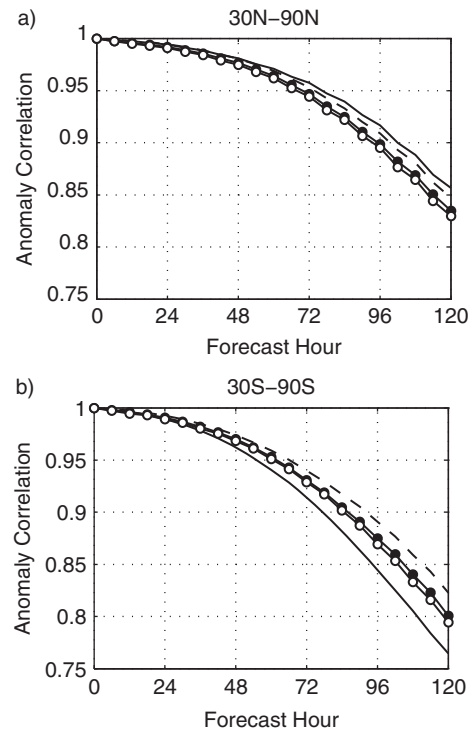 a)
30N−90N
1
0.95
0.9
0.85
0.8
0.75
Anomaly Correlation
0 24 48 72 96 120
Forecast Hour
b)
30S−90S
1
0.95
0.9
0.85
0.8
0.75
Anomaly Correlation
0 24 48 72 96 120
Forecast Hour